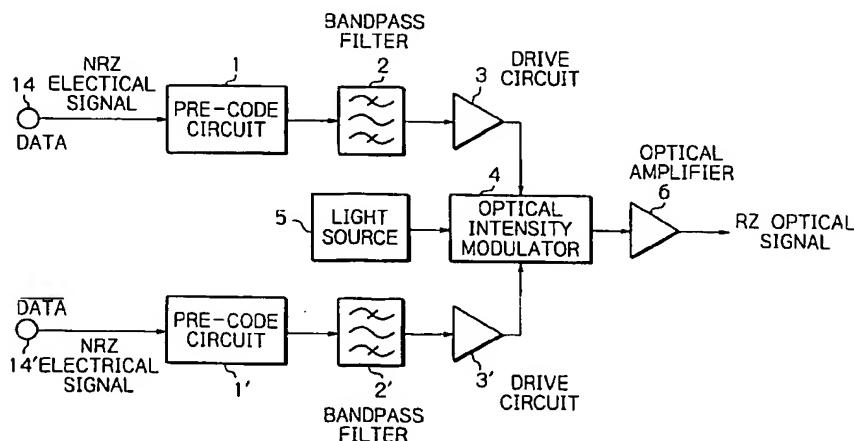 BANDPASS
FILTER
2
1
3
DRIVE
CIRCUIT
14
NRZ
ELECTICAL
SIGNAL
DATA
PRE-CODE
CIRCUIT
OPTICAL
AMPLIFIER
6
4
5
LIGHT
SOURCE
OPTICAL
INTENSITY
MODULATOR
RZ OPTICAL
SIGNAL
DATA
14'
NRZ
ELECTRICAL
SIGNAL
PRE-CODE
CIRCUIT
1'
2'
3'
DRIVE
CIRCUIT
BANDPASS
FILTER